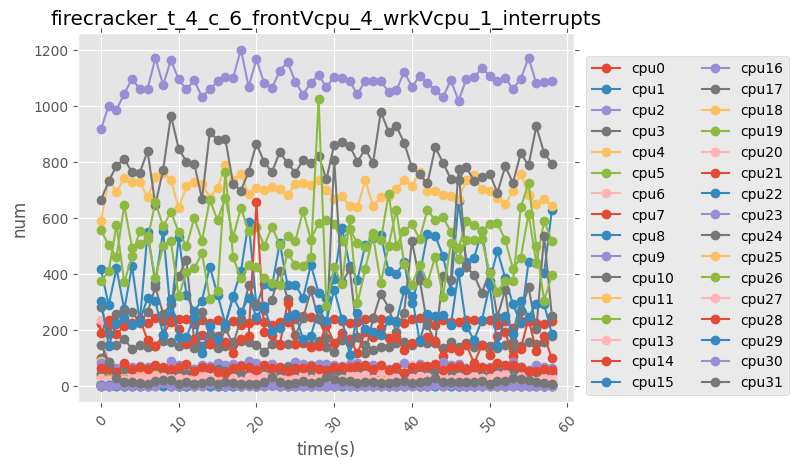 firecracker_t_4_c_6_frontVcpu_4_wrkVcpu_1_interrupts
1200
1000
800
600
400
200
0
num
0
10
20
30
40
50
60
time(s)
cpu0
cpu1
cpu2
cpu3
cpu4
cpu5
cpu6
cpu7
cpu8
cpu9
cpu10
cpu11
cpu12
cpu13
cpu14
cpu15
cpu16
cpu17
cpu18
cpu19
cpu20
cpu21
cpu22
cpu23
cpu24
cpu25
cpu26
cpu27
cpu28
cpu29
cpu30
cpu31